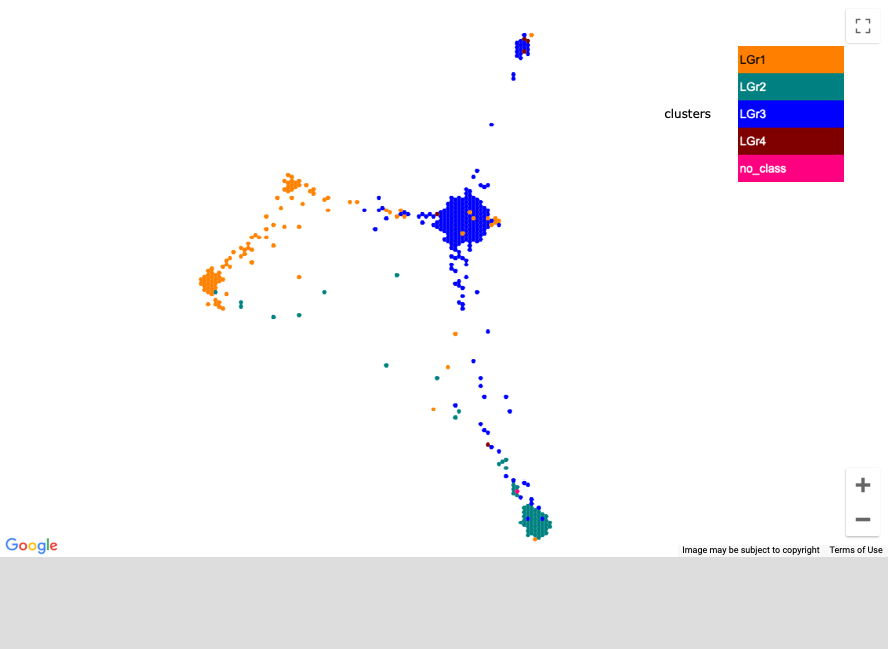 LGr1
LGr2
clusters
LGr3
LGr4
no_class
Google
Image may be subject to copyright
Terms of Use